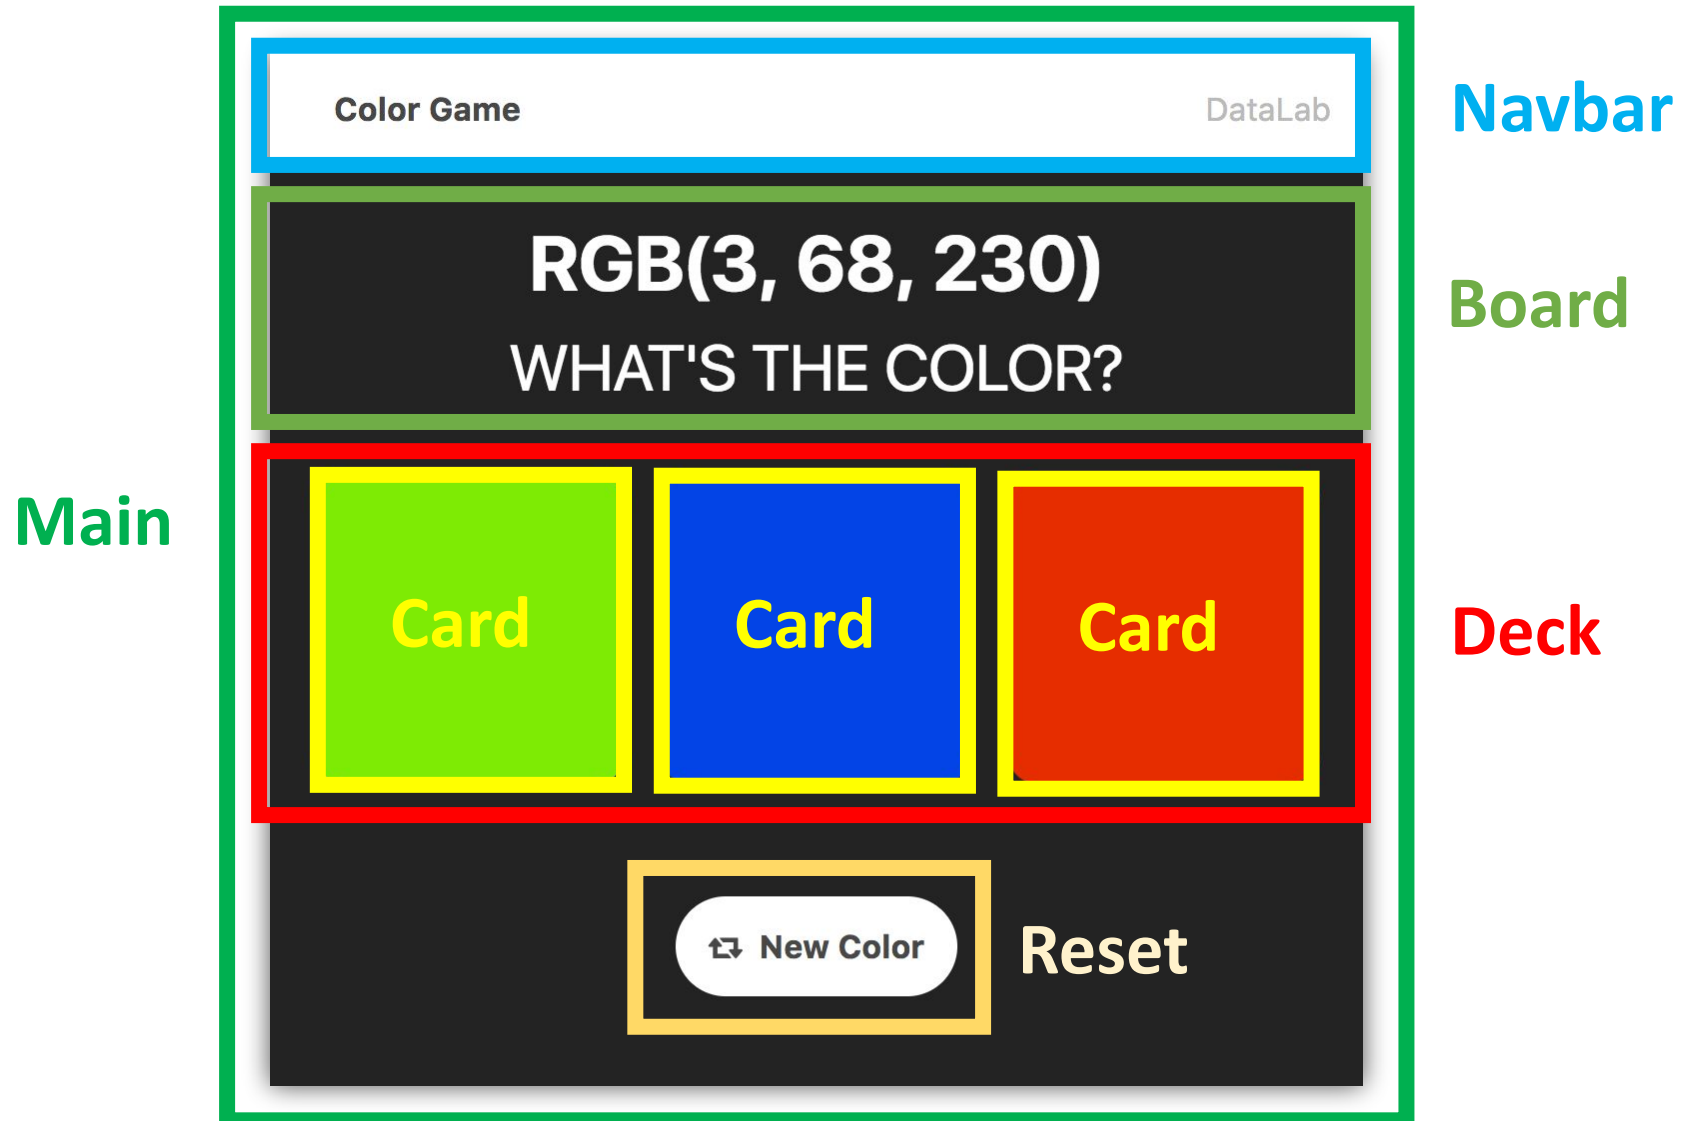 Color Game DataLab
Navbar
RGB(3, 68, 230)
WHAT'S THE COLOR?
Board
Main
Card Card Card
Deck
New Color
Reset